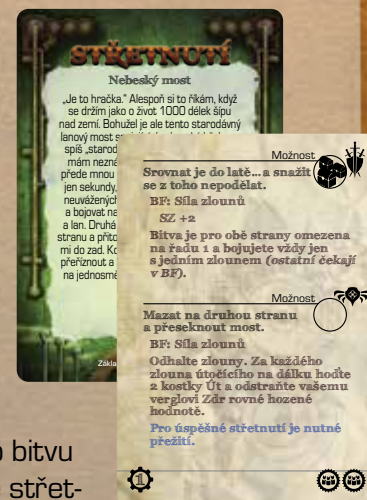 STŘETNUTÍ
Nebeský most
„Je to hračka." Alespoň si to říkám, když
se držím jako o život 1000 délek šípu
nad zemí. Bohužel je ale tento starodávný
lanový most
spíš „starod
mám nezná
přede mnou
jen sekundy,
neuvážených
a bojovat na
a lan. Druhá
stranu a přito
mi do zad. Ko
přeříznout a
na jednosmě
Základ
Možnost
Srovnat je do latě...a snažit
se z toho nepodělat.
BF: Síla zlounů
SZ +2
Bitva je pro obě strany omezena
na řadu 1 a bojujete vždy jen
s jedním zlounem (ostatní čekají
v BF).
Možnost
Mazat na druhou stranu
a přeseknout most.
BF: Síla zlounů
Odhalte zlouny. Za každého
zlouna útočícího na dálku hoďte
2 kostky Út a odstraňte vašemu
verglovi Zdr rovné hozené
hodnotě.
Pro úspěšné střetnutí je nutné
přežití.
1
o bitvu
střet-